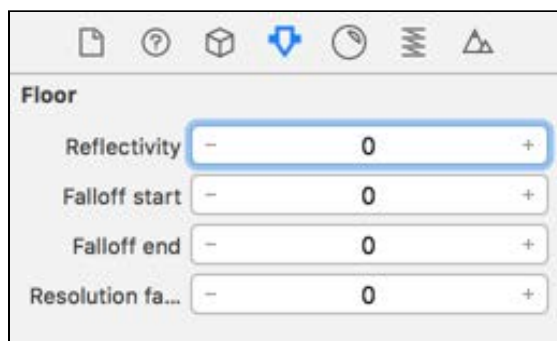 Floor
Reflectivity - 0 +
Falloff start - 0 +
Falloff end - 0 +
Resolution fa... - 0 +